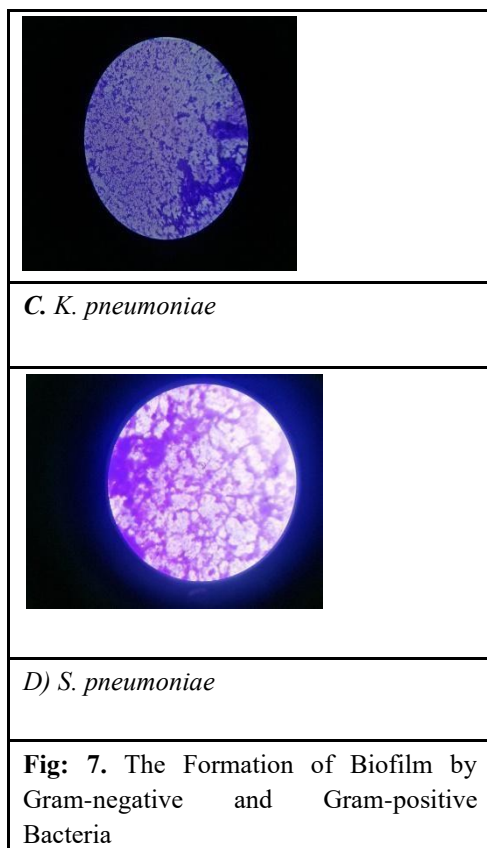 C. K. pneumoniae
D) S. pneumoniae
Fig: 7. The Formation of Biofilm by
Gram-negative and Gram-positive
Bacteria